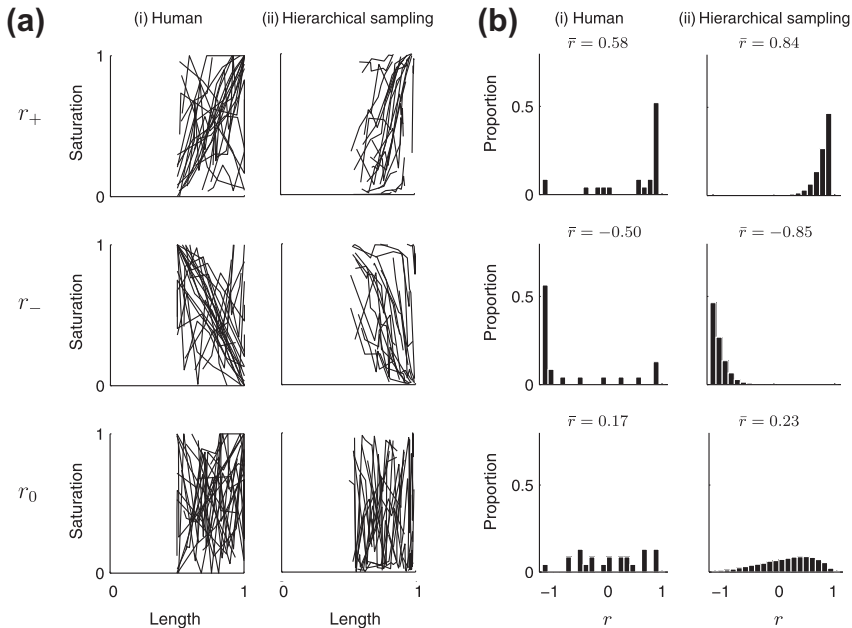 (a)
(i) Human
(ii) Hierarchical sampling
r+
Saturation
1
0
r−
Saturation
1
0
r0
Saturation
1
0
0
1
0
1
Length
Length
(b)
(i) Human
(ii) Hierarchical sampling
r̄ = 0.58
r̄ = 0.84
Proportion
0.5
0
r̄ = −0.50
r̄ = −0.85
Proportion
0.5
0
r̄ = 0.17
r̄ = 0.23
Proportion
0.5
0
−1
0
1
−1
0
1
r
r